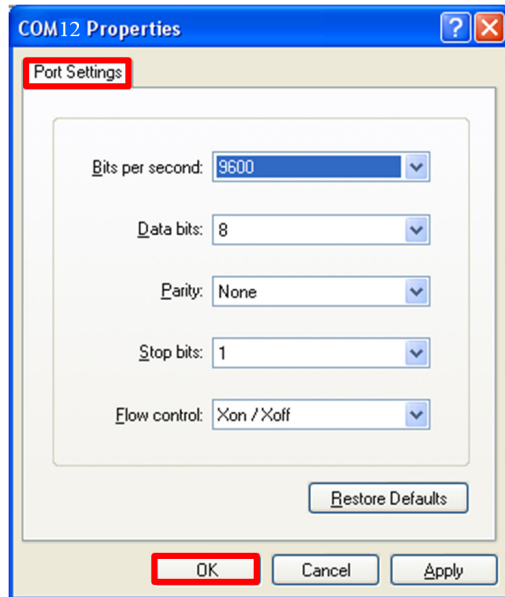 COM12 Properties
Port Settings
Bits per second: 9600
Data bits: 8
Parity: None
Stop bits: 1
Flow control: Xon / Xoff
Restore Defaults
OK Cancel Apply